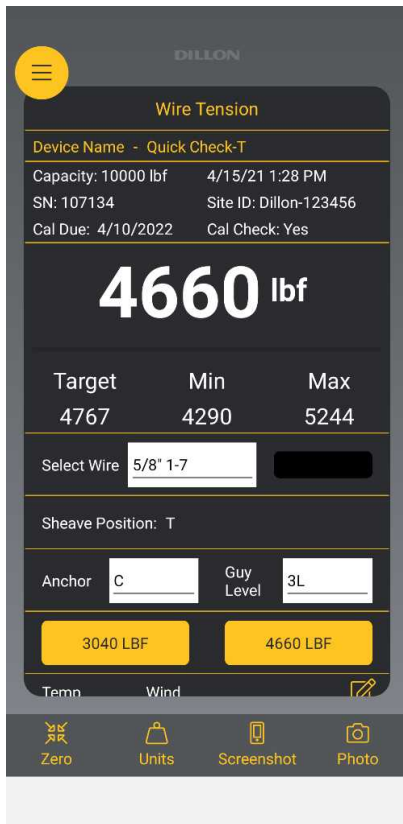 DILLON
Wire Tension
Device Name - Quick Check-T
Capacity: 10000 lbf 4/15/21 1:28 PM
SN: 107134 Site ID: Dillon-123456
Cal Due: 4/10/2022 Cal Check: Yes
4660 lbf
Target Min Max
4767 4290 5244
Select Wire 5/8" 1-7
Sheave Position: T
Anchor C Guy Level 3L
3040 LBF 4660 LBF
Temp Wind
Zero Units Screenshot Photo